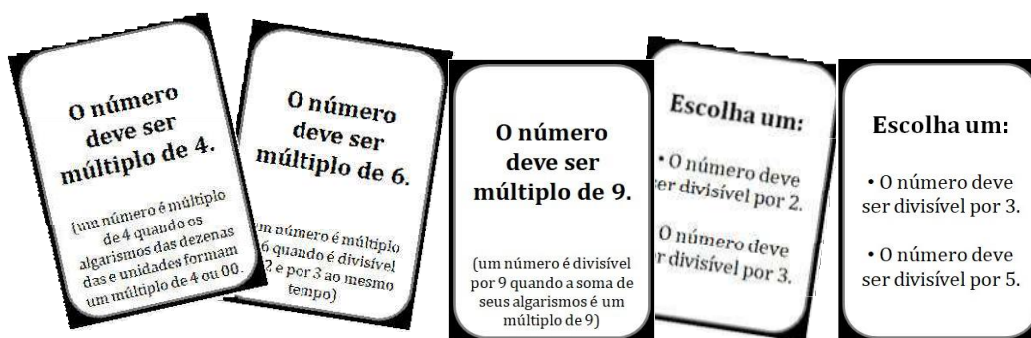 O número
deve ser
múltiplo de 4.
(um número é múltiplo
de 4 quando os
algarismos das dezenas
das e unidades formam
um múltiplo de 4 ou 00.
O número
deve ser
múltiplo de 6.
número é múltiplo
6 quando é divisível
2 e por 3 ao mesmo
tempo)
O número
deve ser
múltiplo de 9.
(um número é divisível
por 9 quando a soma de
seus algarismos é um
múltiplo de 9)
Escolha um:
• O número deve
ser divisível por 2.
O número deve
divisível por 3.
Escolha um:
• O número deve
ser divisível por 3.
• O número deve
ser divisível por 5.